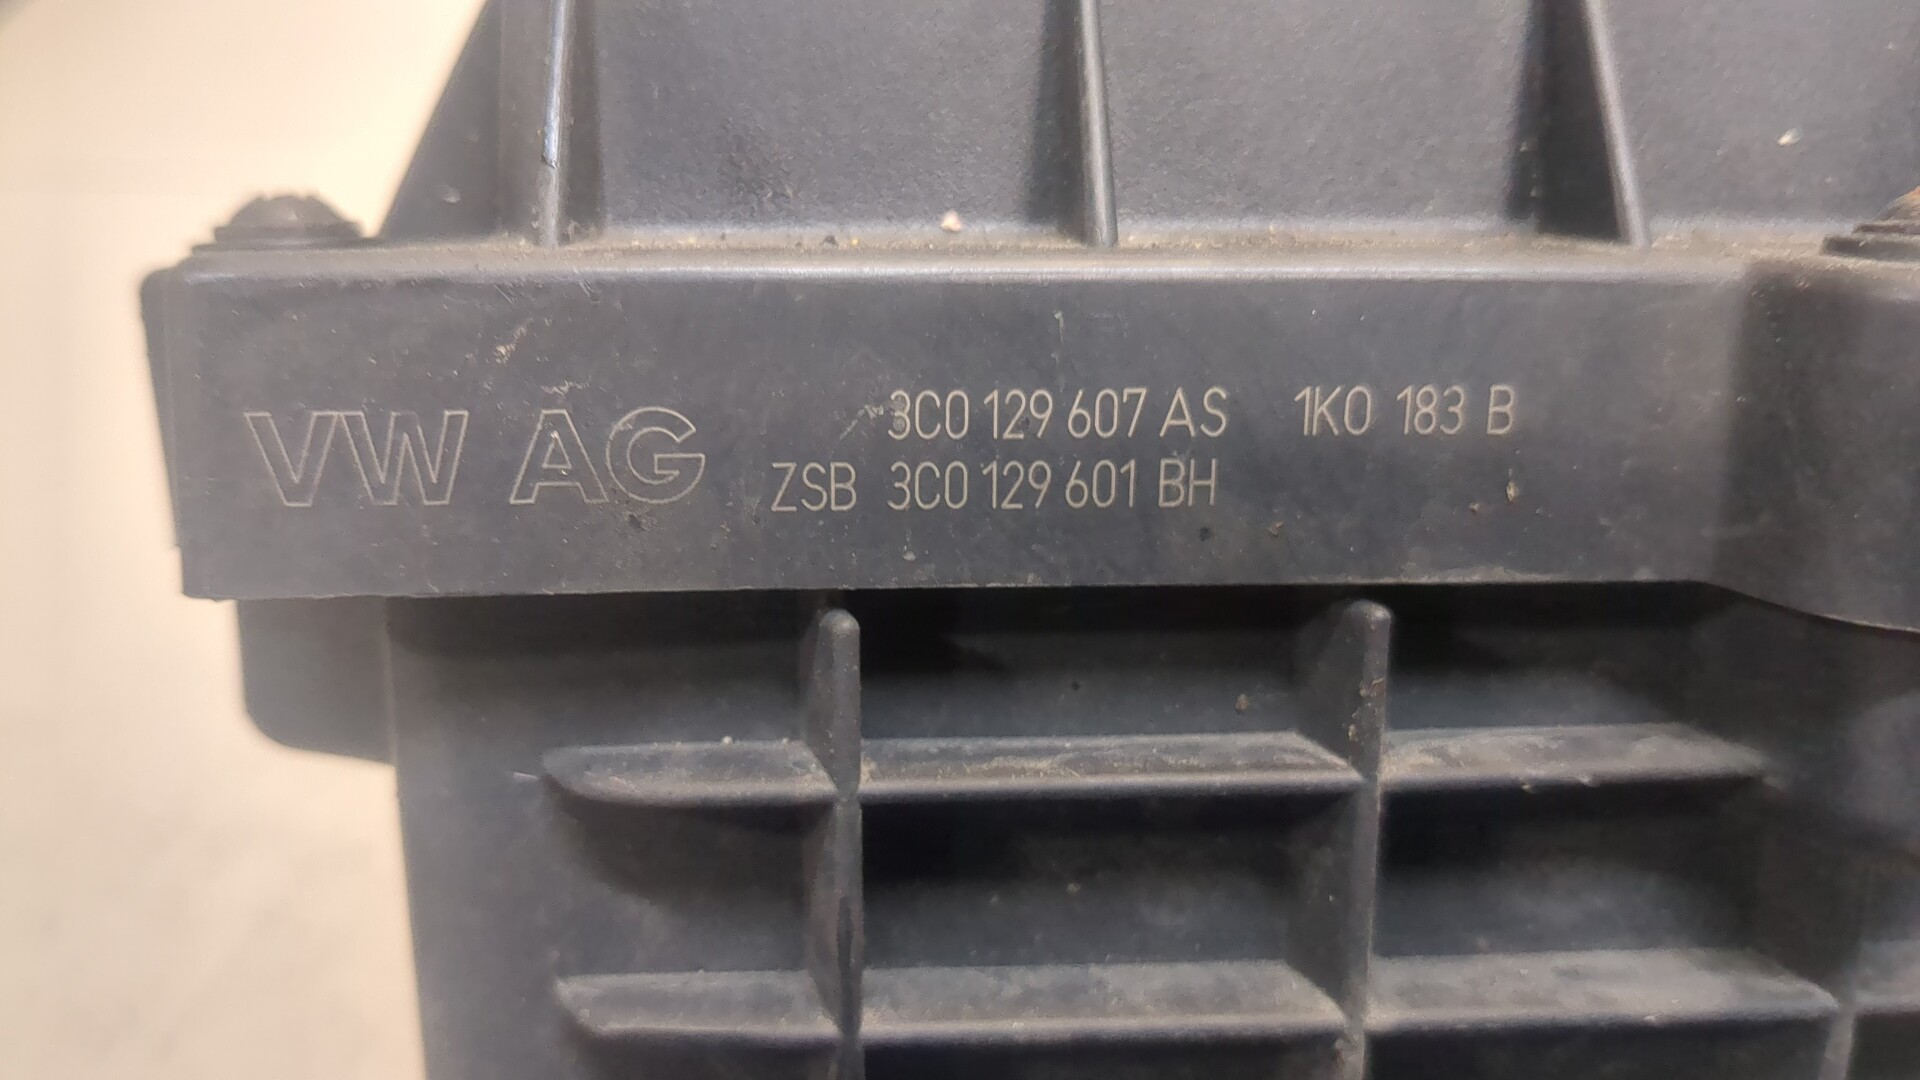 VW AG
3C0 129 607 AS 1K0 183 B
ZSB 3C0 129 601 BH